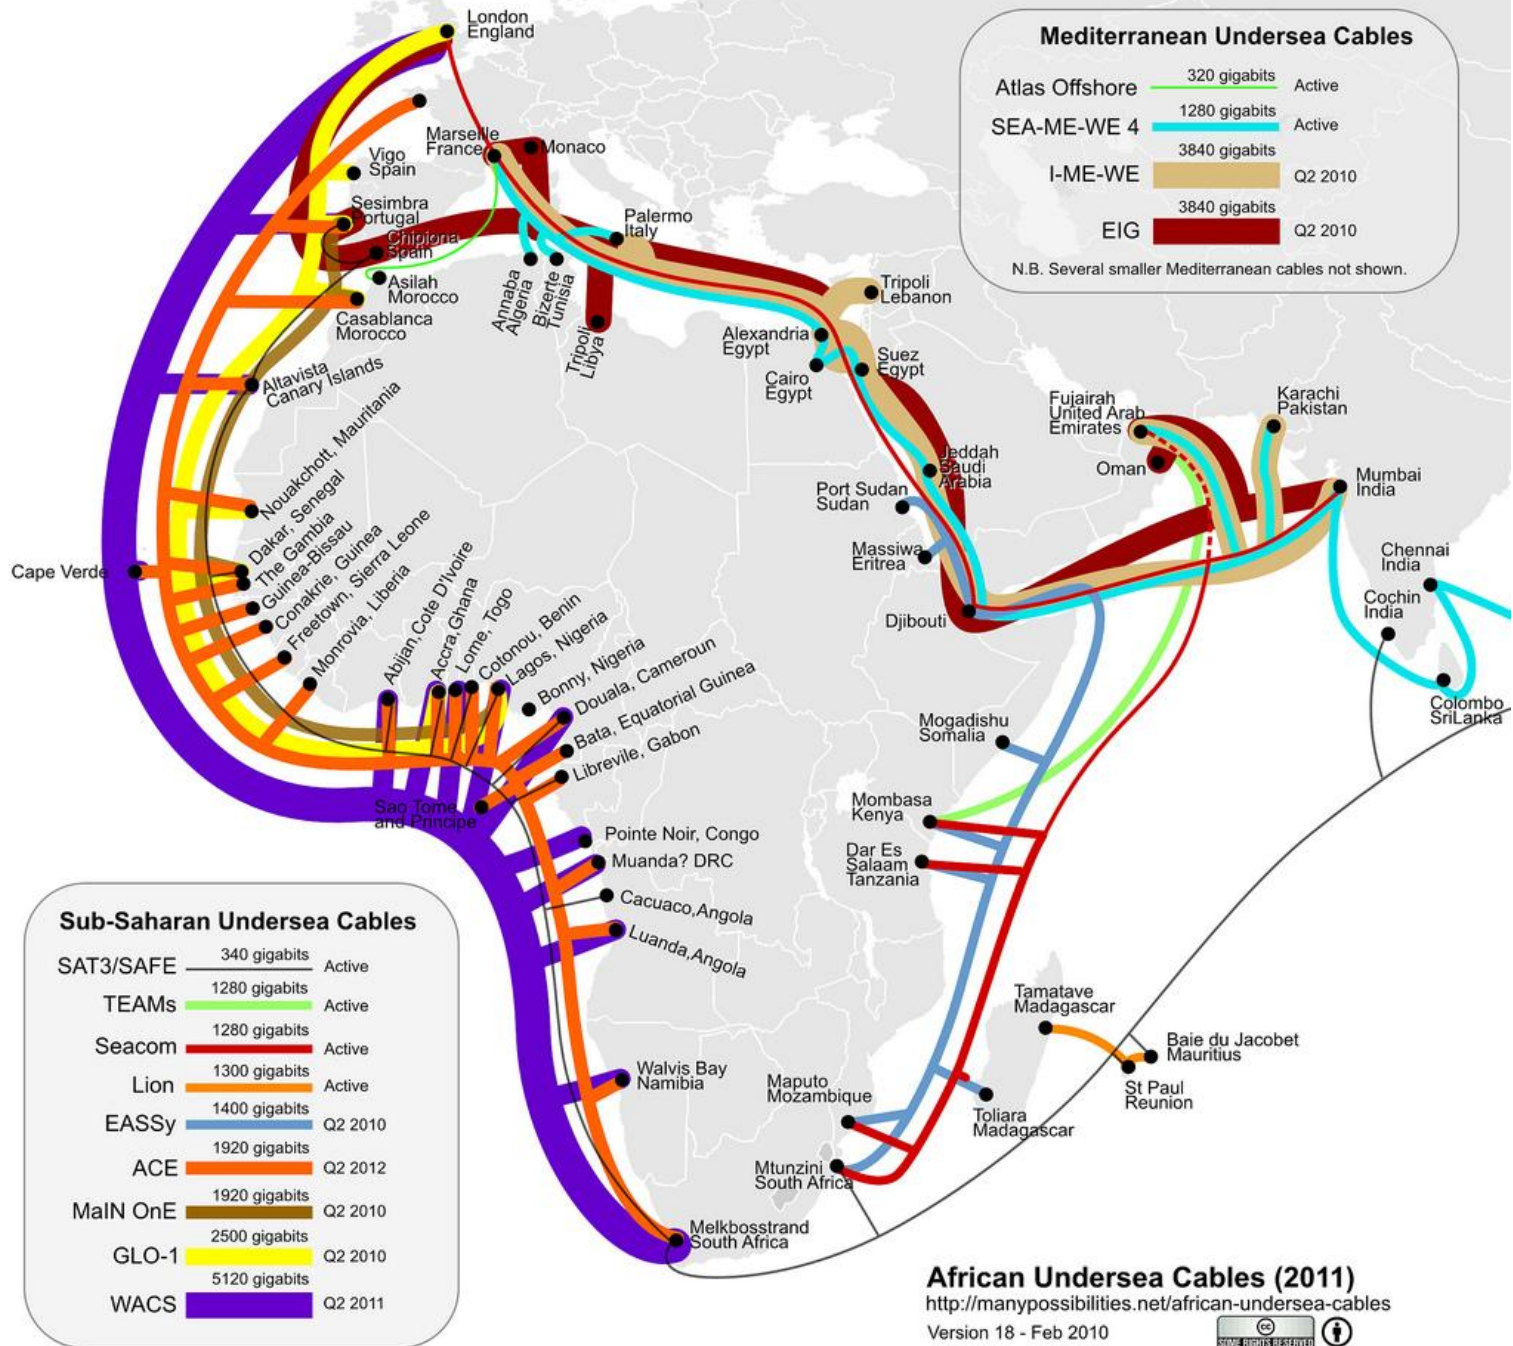 London
England
Marseille
France
Monaco
Vigo
Spain
Sesimbra
Portugal
Chipiona
Spain
Palermo
Italy
Asilah
Morocco
Casablanca
Morocco
Annaba
Algeria
Bizerte
Tunisia
Tripoli
Libya
Tripoli
Lebanon
Alexandria
Egypt
Cairo
Egypt
Suez
Egypt
Altavista
Canary Islands
Nouakchott, Mauritania
Dakar, Senegal
The Gambia
Guinea-Bissau
Conakrie, Guinea
Freetown, Sierra Leone
Monrovia, Liberia
Abijan,Cote D'Ivoire
Accra,Ghana
Lome, Togo
Cotonou, Benin
Lagos, Nigeria
Bonny, Nigeria
Douala, Cameroun
Bata, Equatorial Guinea
Librevile, Gabon
Cape Verde
Sao Tome
and Principe
Pointe Noir, Congo
Muanda? DRC
Cacuaco,Angola
Luanda,Angola
Walvis Bay
Namibia
Melkbosstrand
South Africa
Jeddah
Saudi
Arabia
Port Sudan
Sudan
Massiwa
Eritrea
Djibouti
Fujairah
United Arab
Emirates
Oman
Karachi
Pakistan
Mumbai
India
Chennai
India
Cochin
India
Colombo
SriLanka
Mogadishu
Somalia
Mombasa
Kenya
Dar Es
Salaam
Tanzania
Tamatave
Madagascar
Baie du Jacobet
Mauritius
St Paul
Reunion
Toliara
Madagascar
Maputo
Mozambique
Mtunzini
South Africa
Mediterranean Undersea Cables
Atlas Offshore 320 gigabits Active
SEA-ME-WE 4 1280 gigabits Active
I-ME-WE 3840 gigabits Q2 2010
EIG 3840 gigabits Q2 2010
N.B. Several smaller Mediterranean cables not shown.
Sub-Saharan Undersea Cables
SAT3/SAFE 340 gigabits Active
TEAMs 1280 gigabits Active
Seacom 1280 gigabits Active
Lion 1300 gigabits Active
EASSy 1400 gigabits Q2 2010
ACE 1920 gigabits Q2 2012
MaIN OnE 1920 gigabits Q2 2010
GLO-1 2500 gigabits Q2 2010
WACS 5120 gigabits Q2 2011
African Undersea Cables (2011)
http://manypossibilities.net/african-undersea-cables
Version 18 - Feb 2010
cc
SOME RIGHTS RESERVED